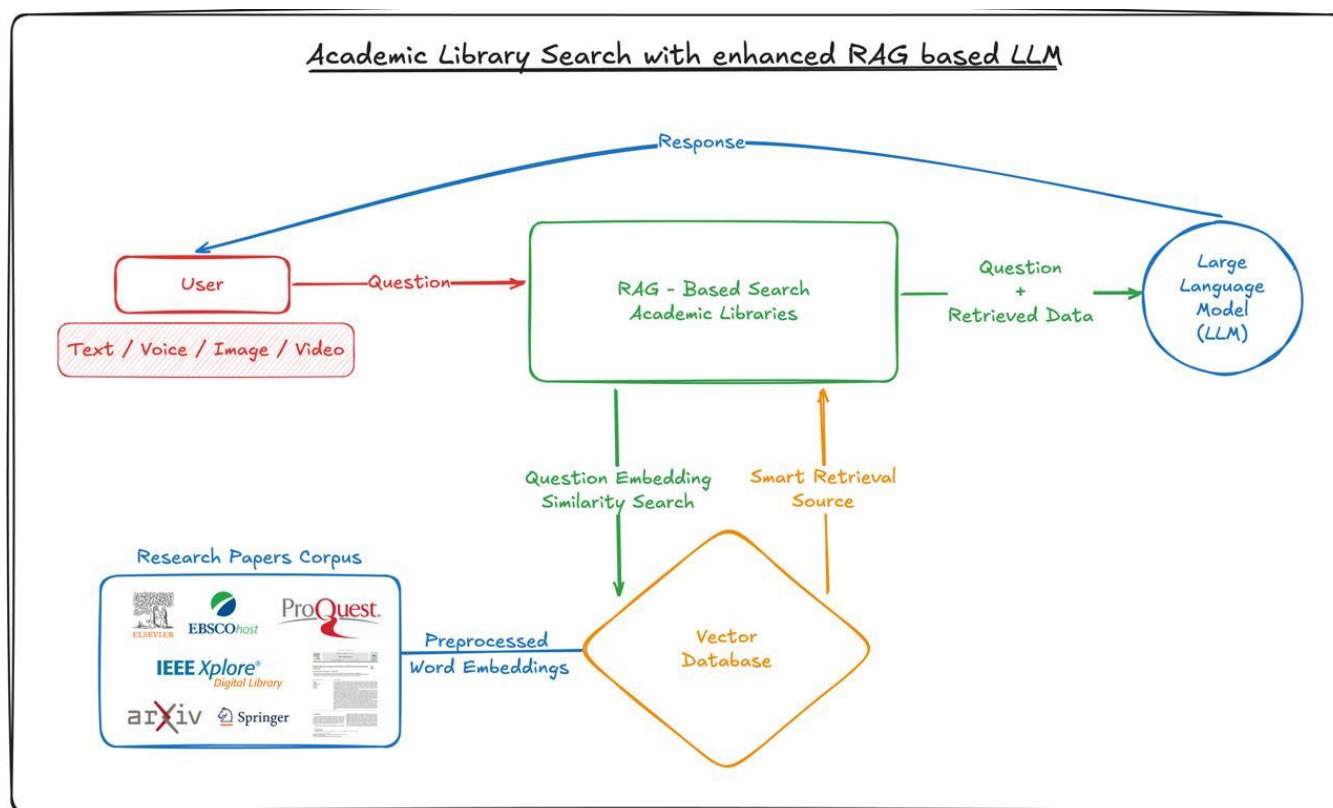 Academic Library Search with enhanced RAG based LLM
Response
User
Question
RAG - Based Search
Academic Libraries
Question
+
Retrieved Data
Large
Language
Model
(LLM)
Text / Voice / Image / Video
Question Embedding
Similarity Search
Smart Retrieval
Source
Research Papers Corpus
ELSEVIER
EBSCOhost
ProQuest®
IEEE Xplore®
Digital Library
arXiv
Springer
Preprocessed
Word Embeddings
Vector
Database